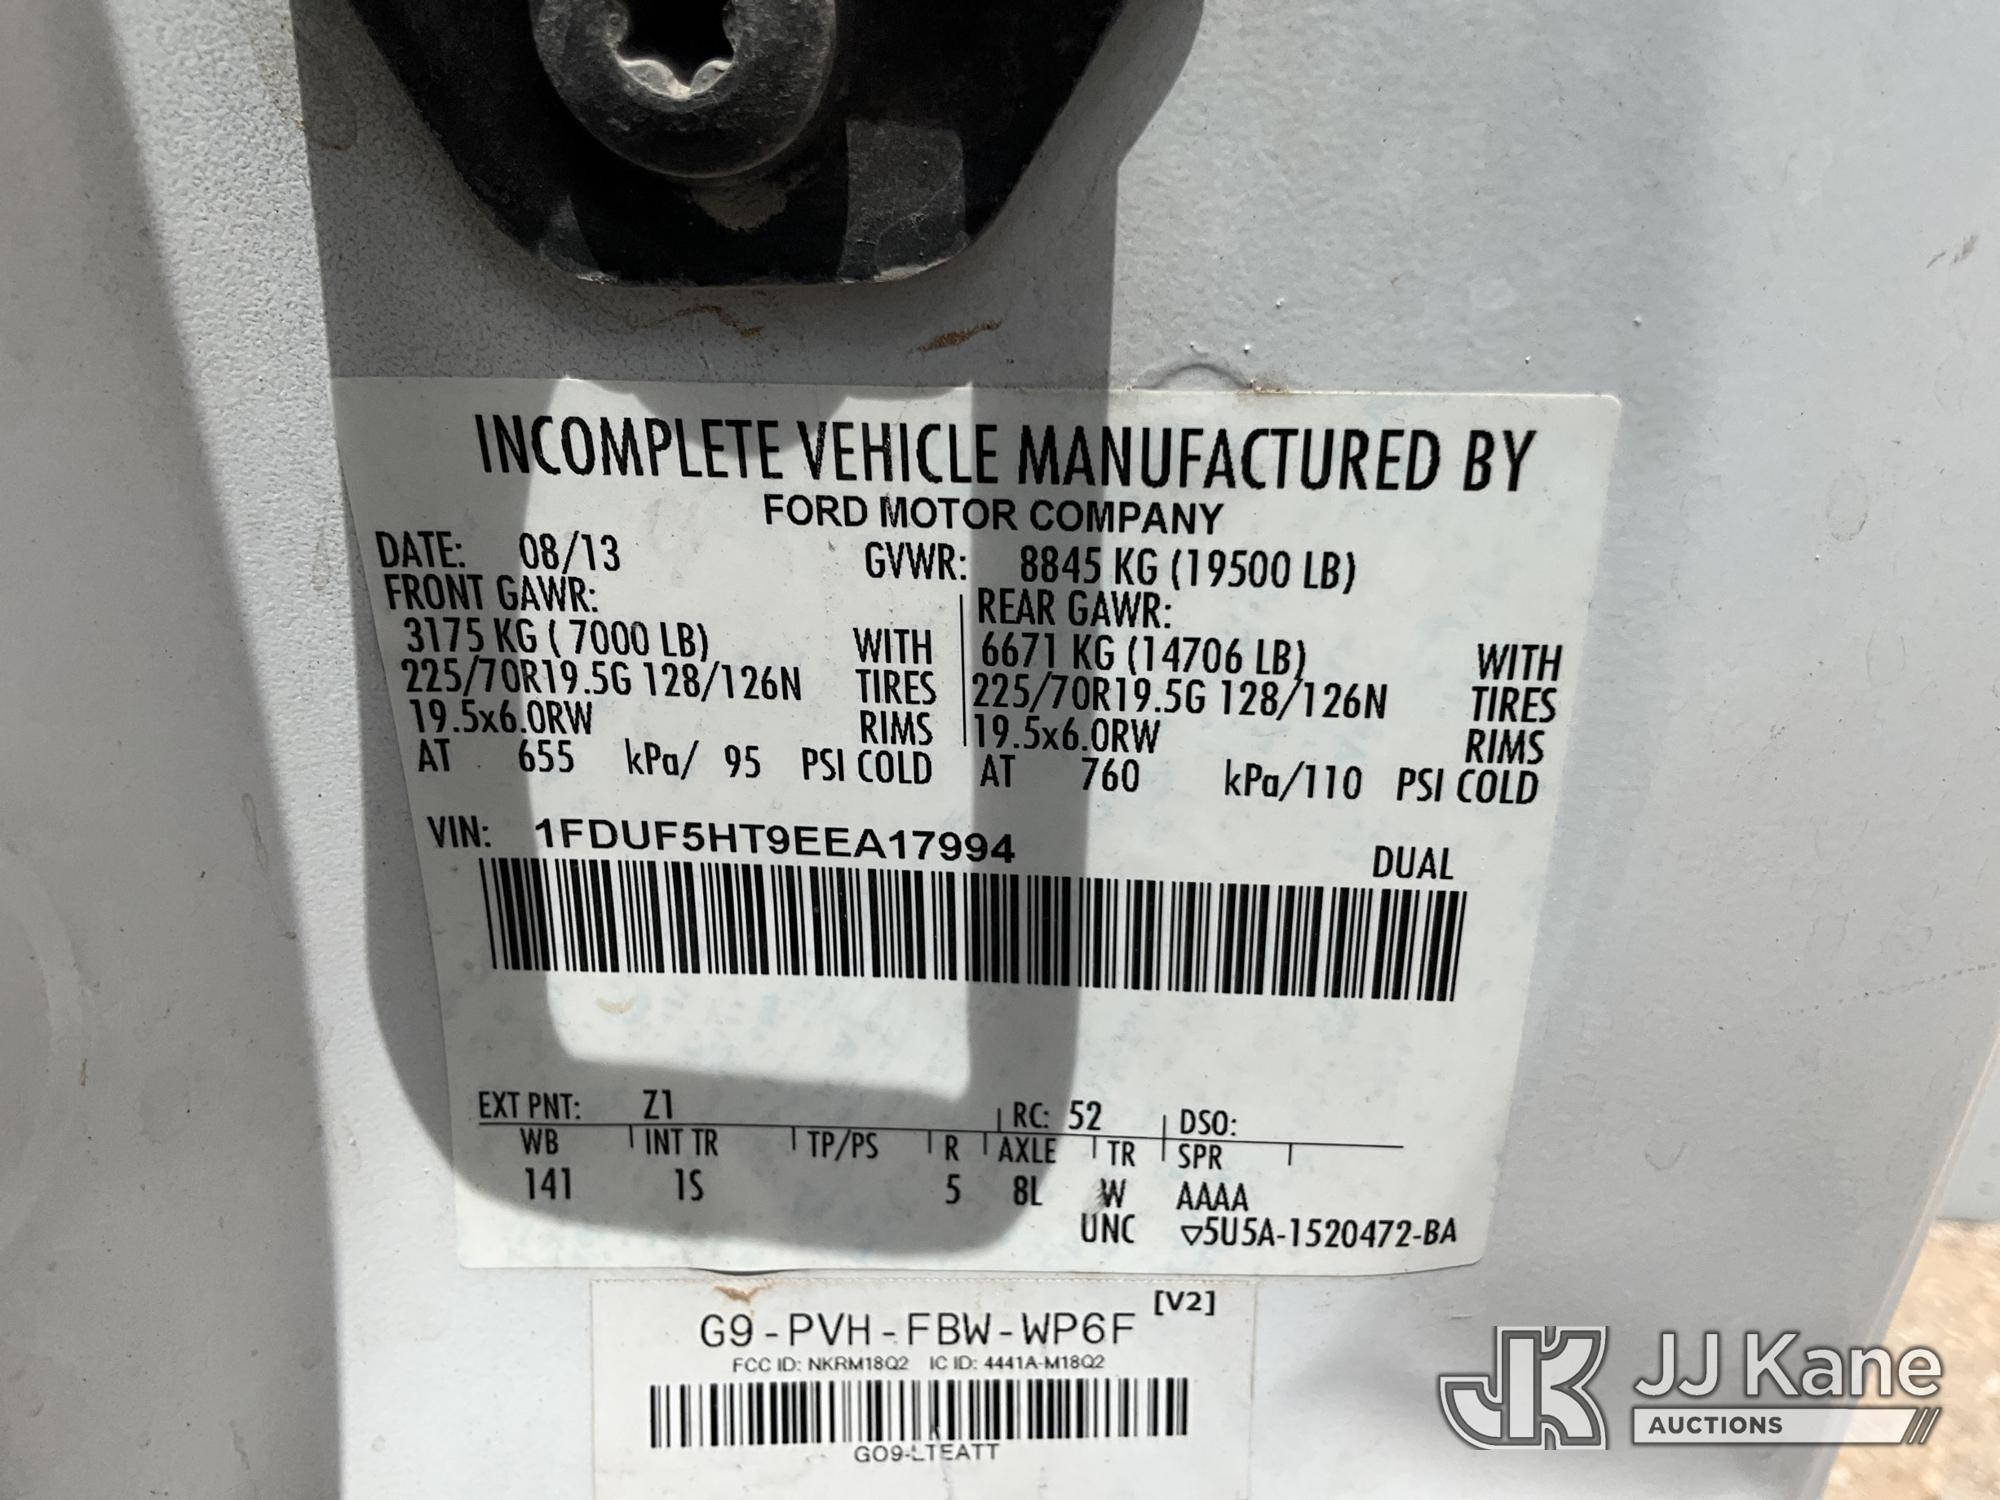 INCOMPLETE VEHICLE MANUFACTURED BY
FORD MOTOR COMPANY
DATE: 08/13 GVWR: 8845 KG (19500 LB)
FRONT GAWR: REAR GAWR:
3175 KG ( 7000 LB) WITH 6671 KG (14706 LB) WITH
225/70R19.5G 128/126N TIRES 225/70R19.5G 128/126N TIRES
19.5x6.0RW RIMS 19.5x6.0RW RIMS
AT 655 kPa/ 95 PSI COLD AT 760 kPa/110 PSI COLD
VIN: 1FDUF5HT9EEA17994 DUAL
EXT PNT: Z1 RC: 52 DSO:
WB INT TR TP/PS R AXLE TR SPR
141 1S 5 8L W AAAA
UNC ▽5U5A-1520472-BA
G9-PVH-FBW-WP6F [V2]
FCC ID: NKRM18Q2 IC ID: 4441A-M18Q2
GO9-LTEATT
JK JJ Kane
AUCTIONS